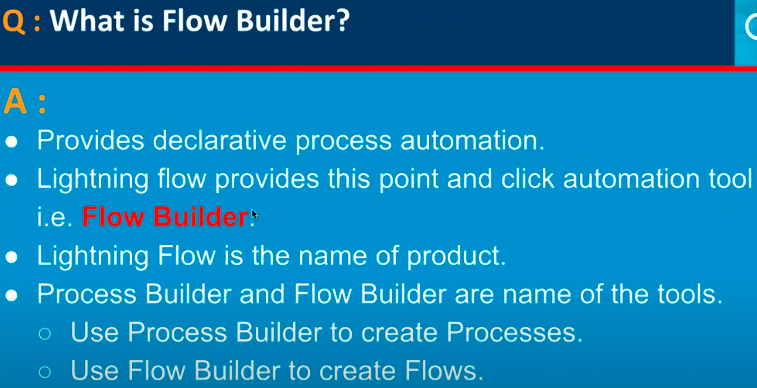 Q : What is Flow Builder?
A :
● Provides declarative process automation.
● Lightning flow provides this point and click automation tool
i.e. Flow Builder.
● Lightning Flow is the name of product.
● Process Builder and Flow Builder are name of the tools.
○ Use Process Builder to create Processes.
○ Use Flow Builder to create Flows.